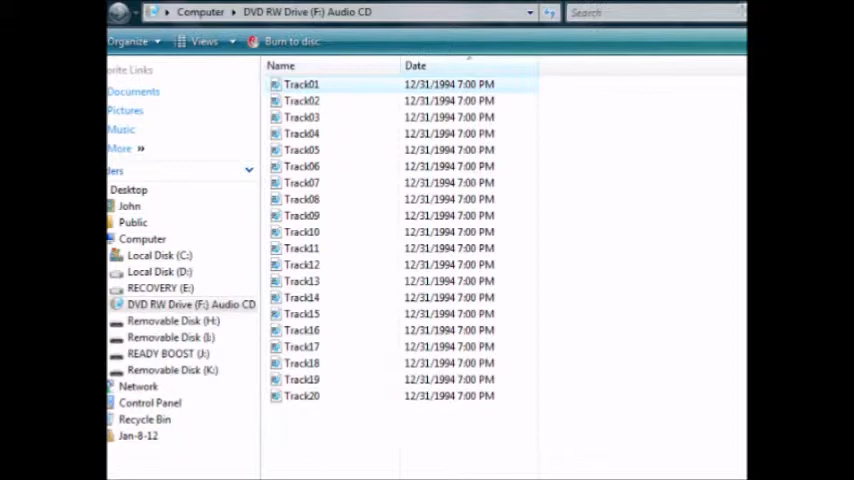 Computer ▸ DVD RW Drive (F:) Audio CD
Search
Organize Views Burn to disc
orite Links
Documents
Pictures
Music
More »
ders
Desktop
John
Public
Computer
Local Disk (C:)
Local Disk (D:)
RECOVERY (E:)
DVD RW Drive (F:) Audio CD
Removable Disk (H:)
Removable Disk (I:)
READY BOOST (J:)
Removable Disk (K:)
Network
Control Panel
Recycle Bin
Jan-8-12
Name Date
Track01 12/31/1994 7:00 PM
Track02 12/31/1994 7:00 PM
Track03 12/31/1994 7:00 PM
Track04 12/31/1994 7:00 PM
Track05 12/31/1994 7:00 PM
Track06 12/31/1994 7:00 PM
Track07 12/31/1994 7:00 PM
Track08 12/31/1994 7:00 PM
Track09 12/31/1994 7:00 PM
Track10 12/31/1994 7:00 PM
Track11 12/31/1994 7:00 PM
Track12 12/31/1994 7:00 PM
Track13 12/31/1994 7:00 PM
Track14 12/31/1994 7:00 PM
Track15 12/31/1994 7:00 PM
Track16 12/31/1994 7:00 PM
Track17 12/31/1994 7:00 PM
Track18 12/31/1994 7:00 PM
Track19 12/31/1994 7:00 PM
Track20 12/31/1994 7:00 PM